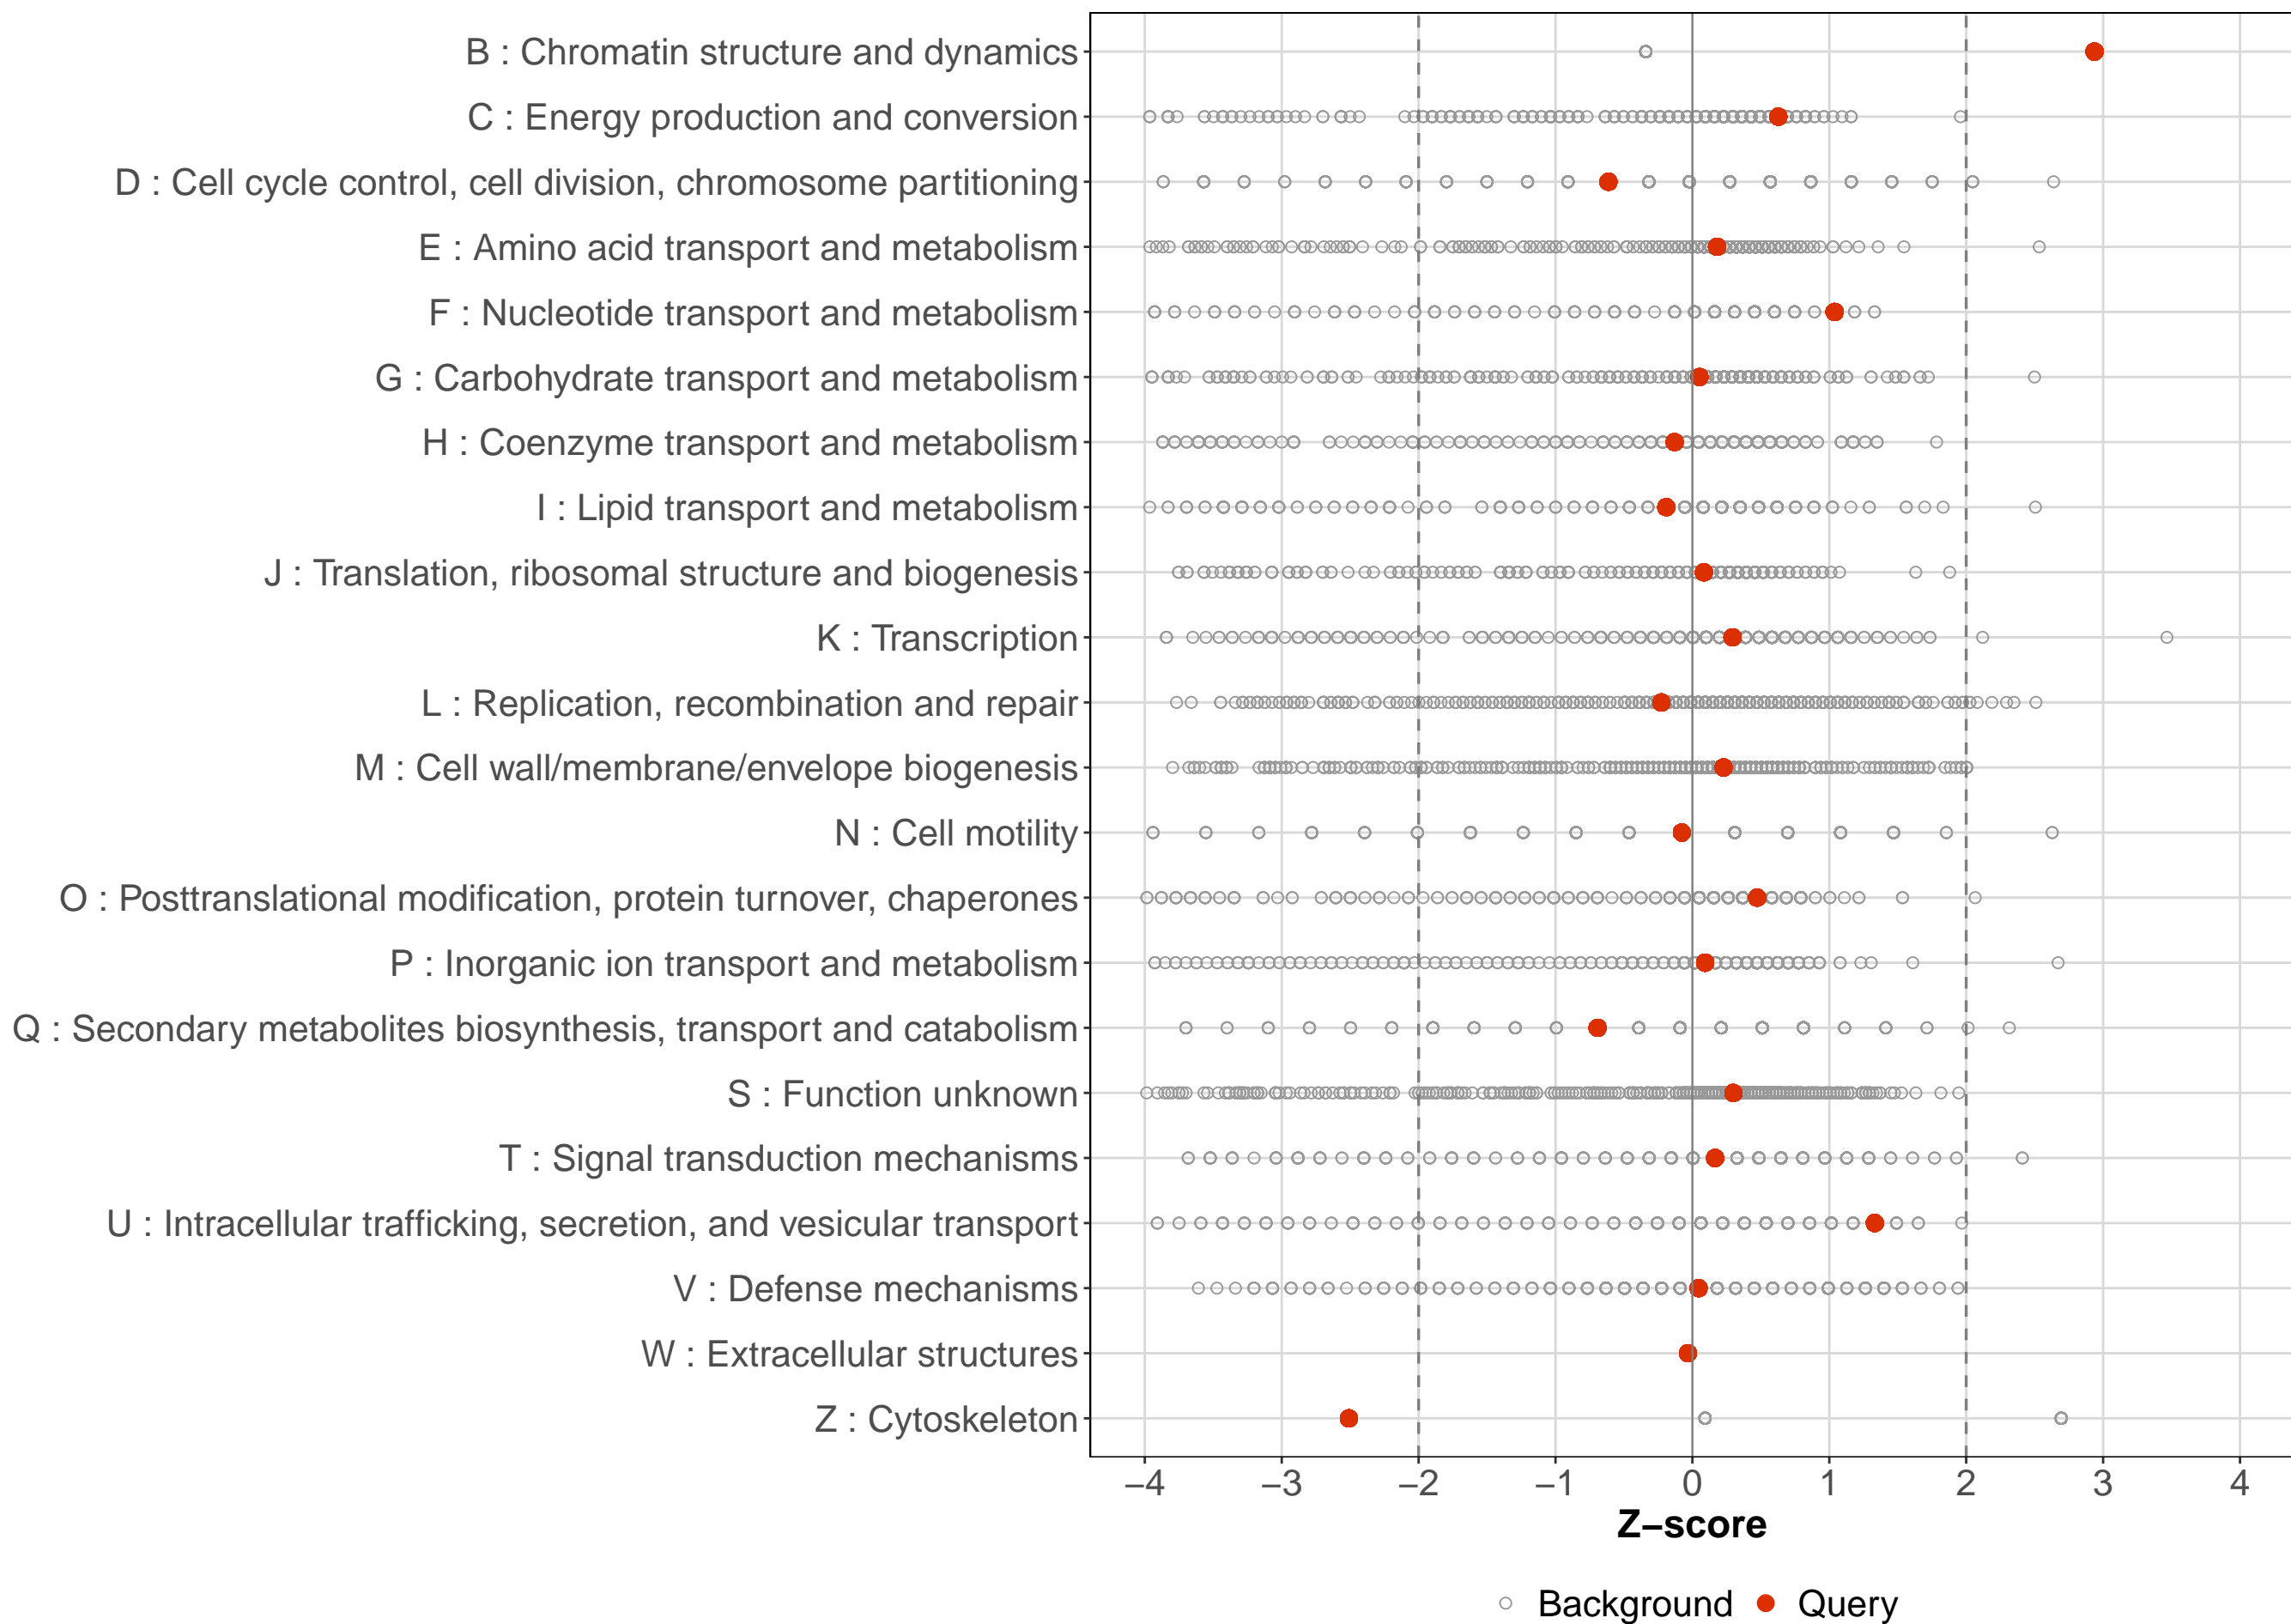 B : Chromatin structure and dynamics
C : Energy production and conversion
D : Cell cycle control, cell division, chromosome partitioning
E : Amino acid transport and metabolism
F : Nucleotide transport and metabolism
G : Carbohydrate transport and metabolism
H : Coenzyme transport and metabolism
I : Lipid transport and metabolism
J : Translation, ribosomal structure and biogenesis
K : Transcription
L : Replication, recombination and repair
M : Cell wall/membrane/envelope biogenesis
N : Cell motility
O : Posttranslational modification, protein turnover, chaperones
P : Inorganic ion transport and metabolism
Q : Secondary metabolites biosynthesis, transport and catabolism
S : Function unknown
T : Signal transduction mechanisms
U : Intracellular trafficking, secretion, and vesicular transport
V : Defense mechanisms
W : Extracellular structures
Z : Cytoskeleton
−4 −3 −2 −1 0 1 2 3 4
Z−score
Background Query